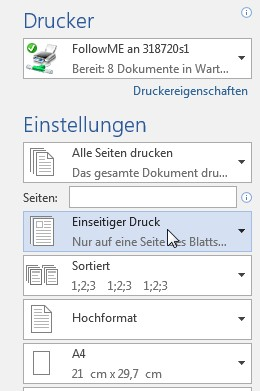 Drucker
FollowME an 318720s1
Bereit: 8 Dokumente in Wart...
Druckereigenschaften
Einstellungen
Alle Seiten drucken
Das gesamte Dokument dru...
Seiten:
Einseitiger Druck
Nur auf eine Seite des Blatts...
Sortiert
1;2;3 1;2;3 1;2;3
Hochformat
A4
21 cm x 29,7 cm